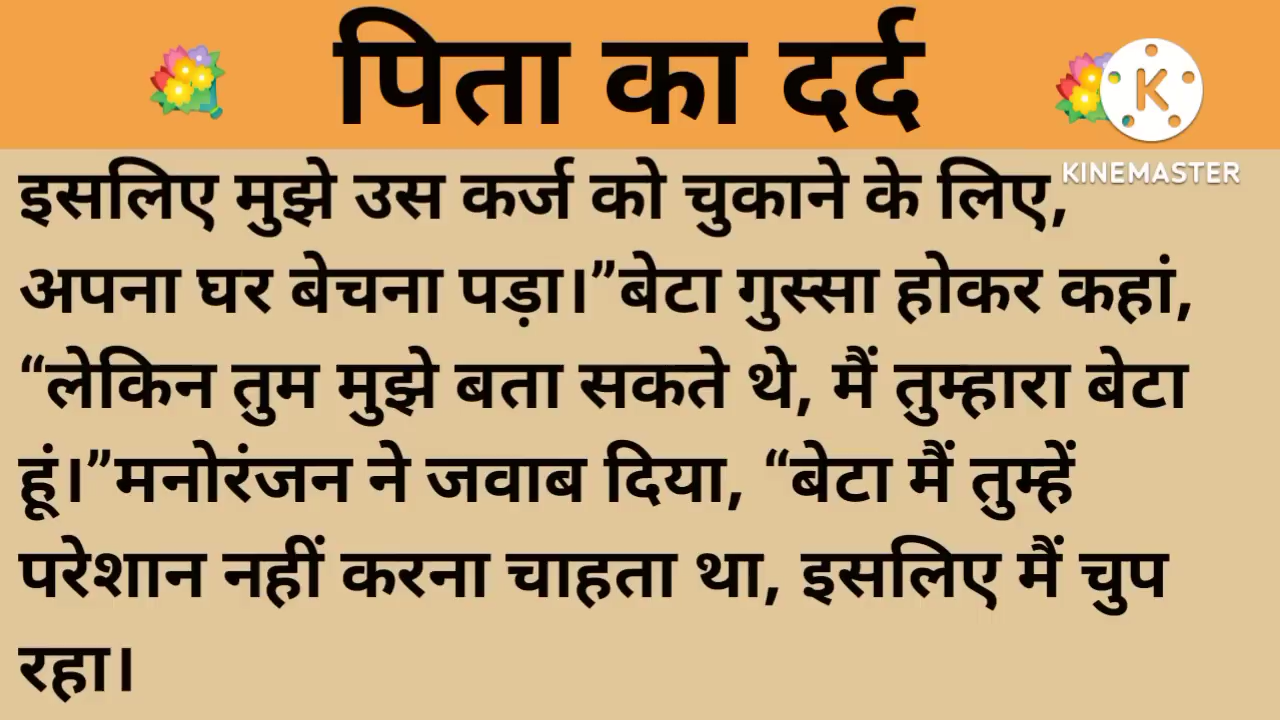 पिता का दर्द
K
KINEMASTER
इसलिए मुझे उस कर्ज को चुकाने के लिए,
अपना घर बेचना पड़ा।”बेटा गुस्सा होकर कहां,
“लेकिन तुम मुझे बता सकते थे, मैं तुम्हारा बेटा
हूं।”मनोरंजन ने जवाब दिया, “बेटा मैं तुम्हें
परेशान नहीं करना चाहता था, इसलिए मैं चुप
रहा।